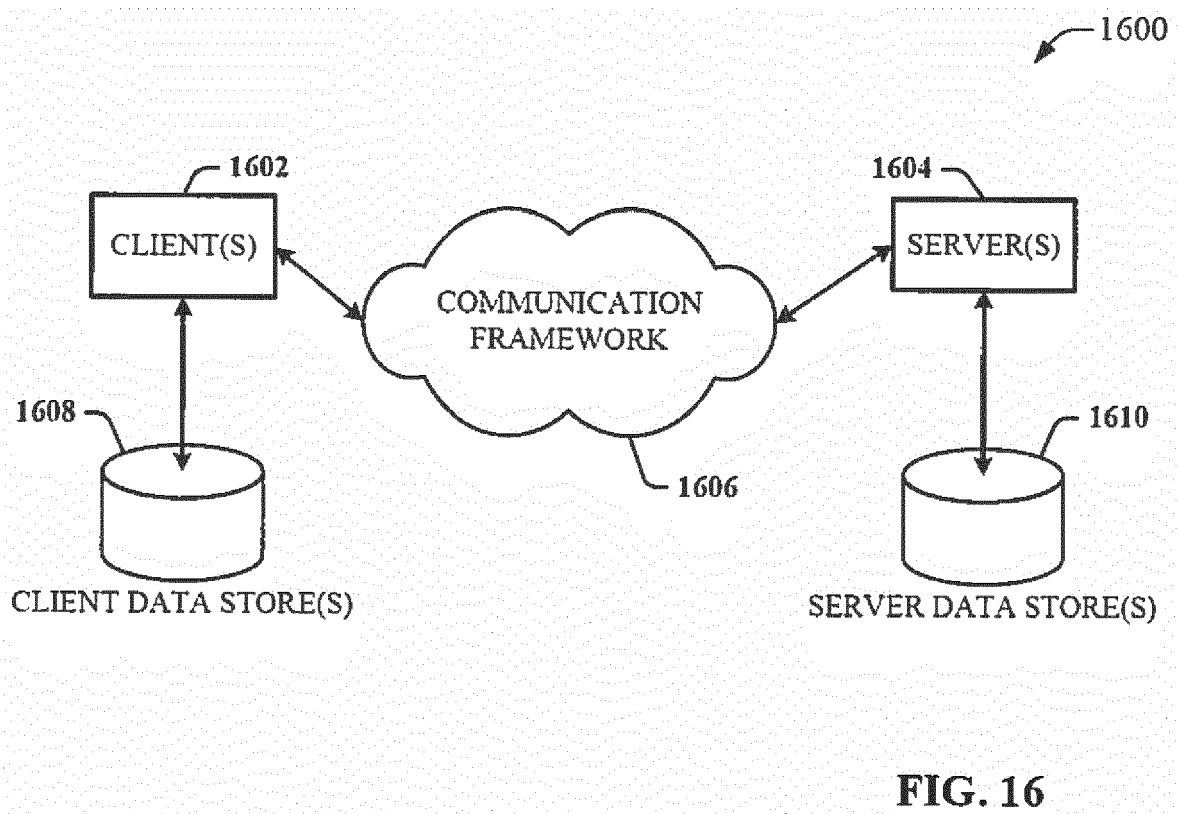 1600
1602
1604
CLIENT(S)
SERVER(S)
COMMUNICATION
FRAMEWORK
1608
1610
1606
CLIENT DATA STORE(S)
SERVER DATA STORE(S)
FIG. 16